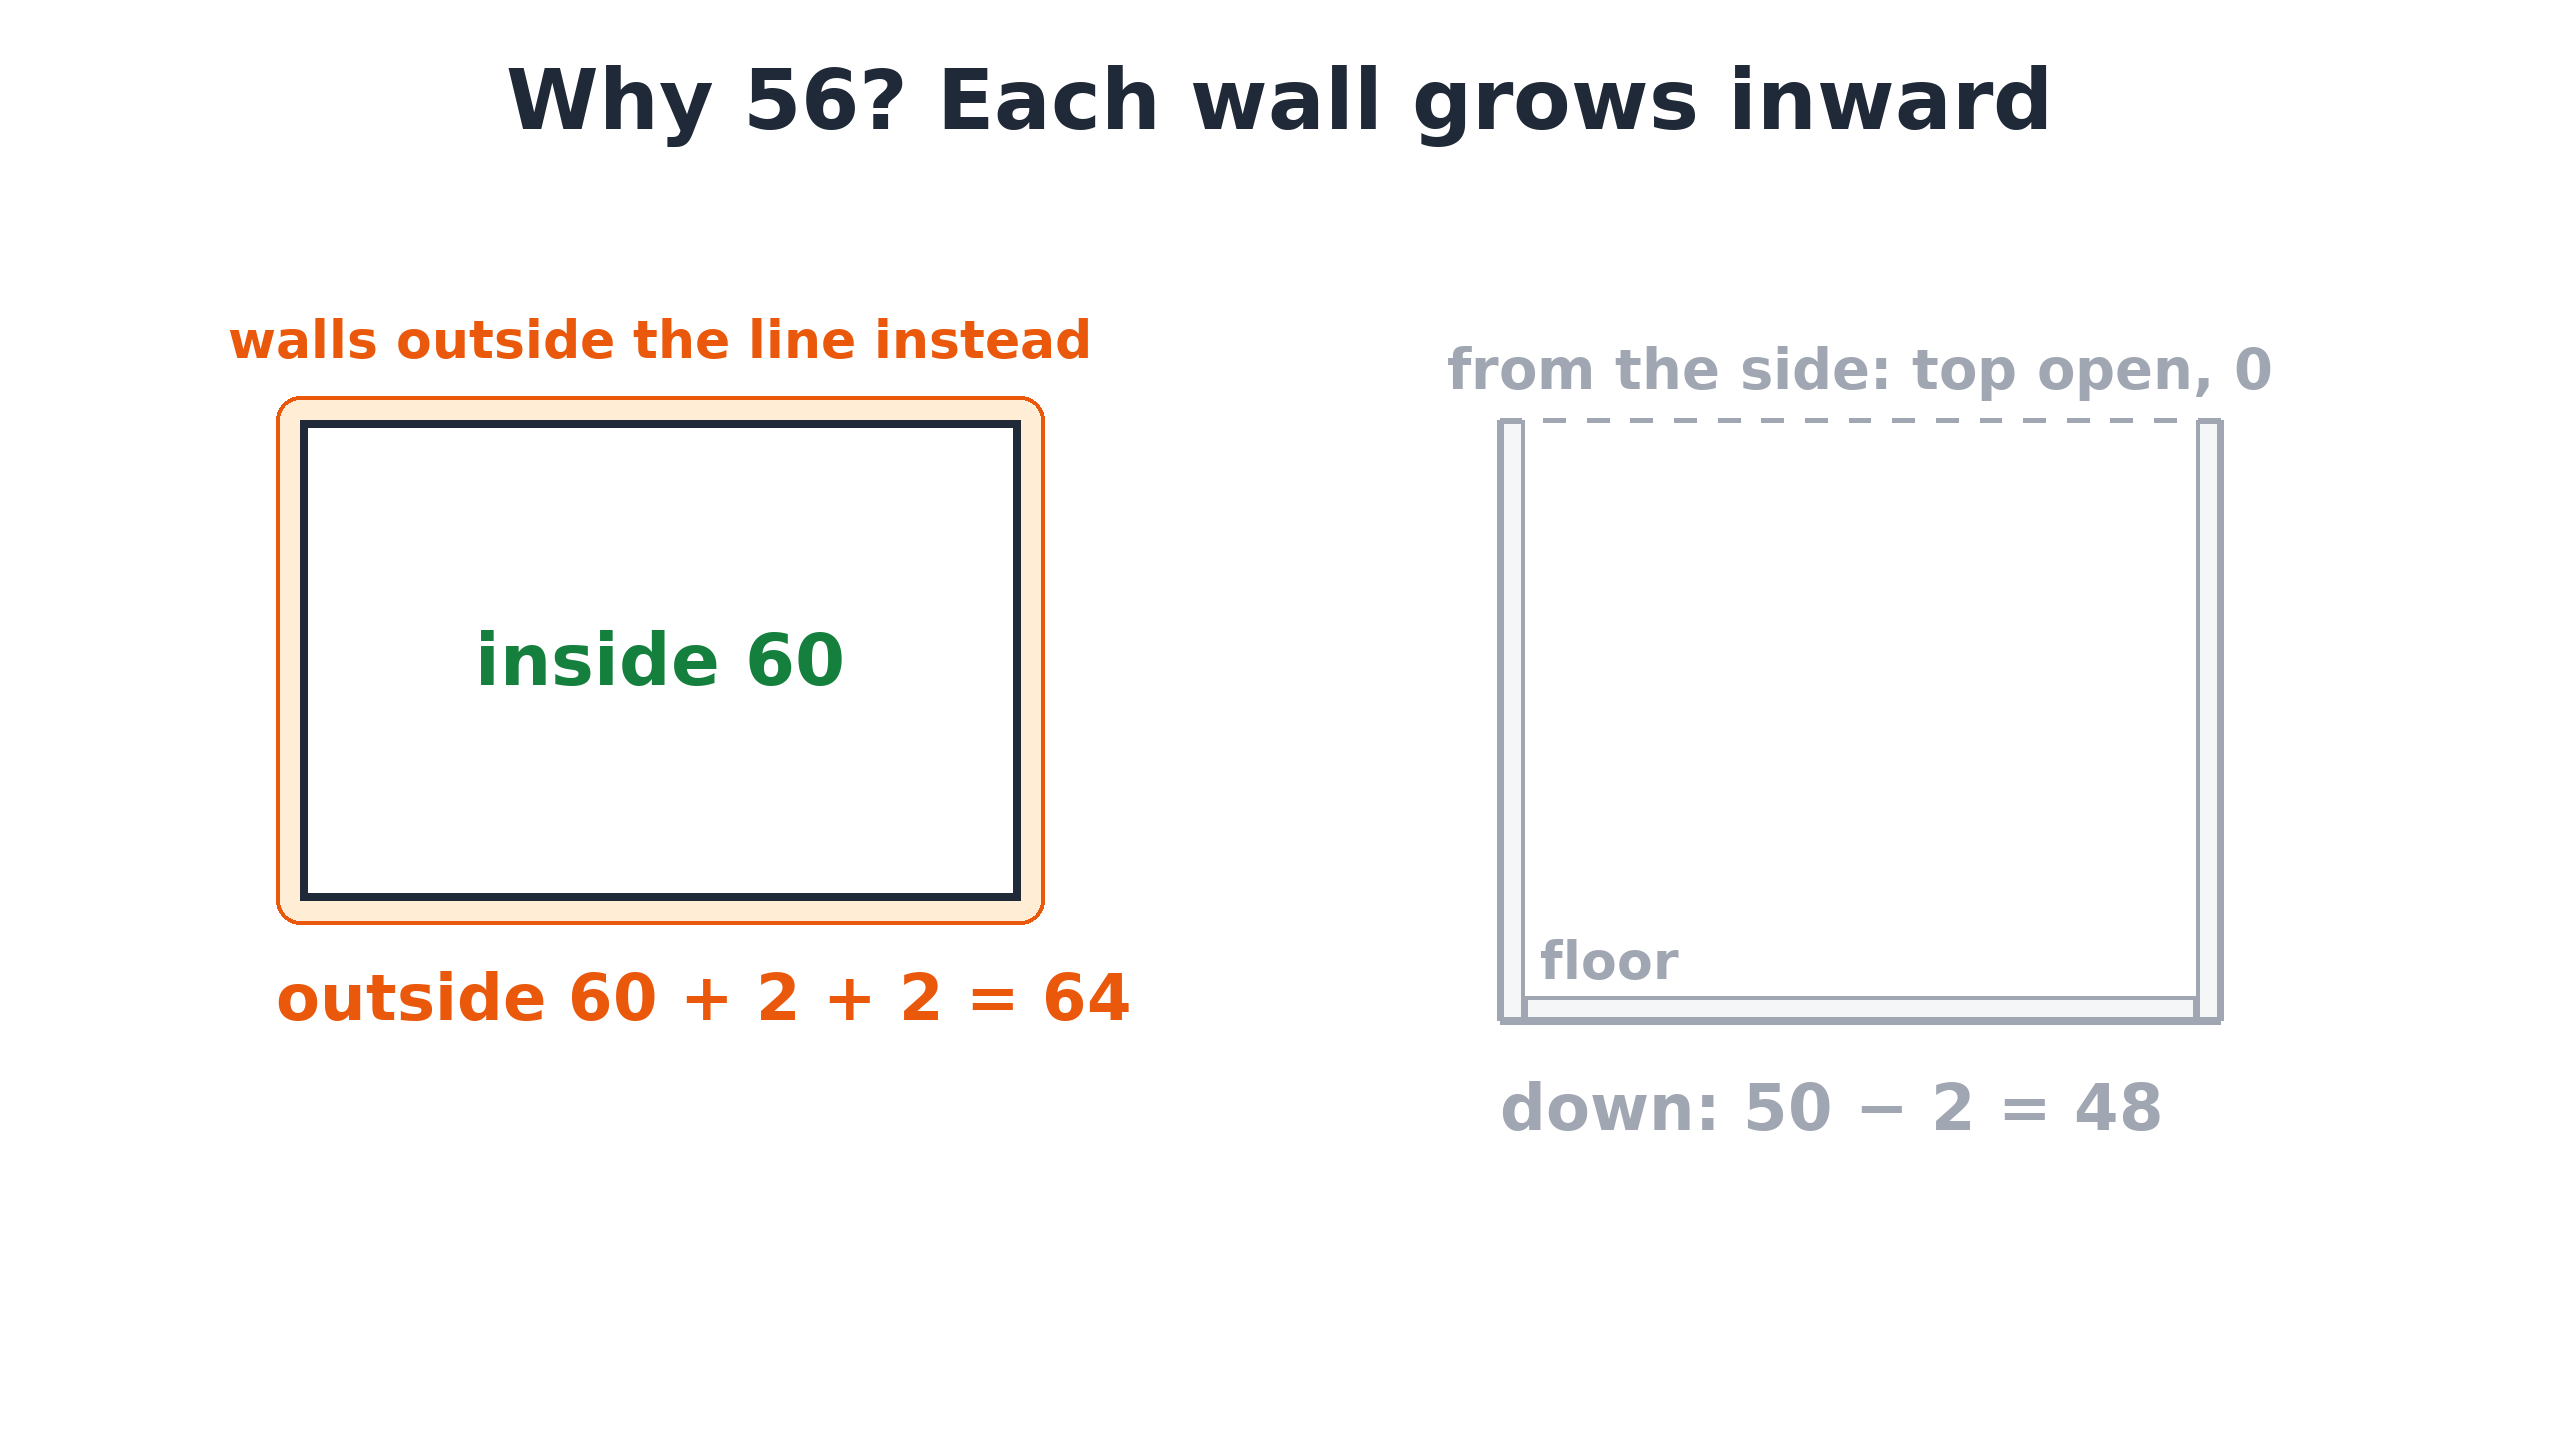 Why 56? Each wall grows inward
walls outside the line instead
inside 60
outside 60 + 2 + 2 = 64
from the side: top open, 0
floor
down: 50 − 2 = 48